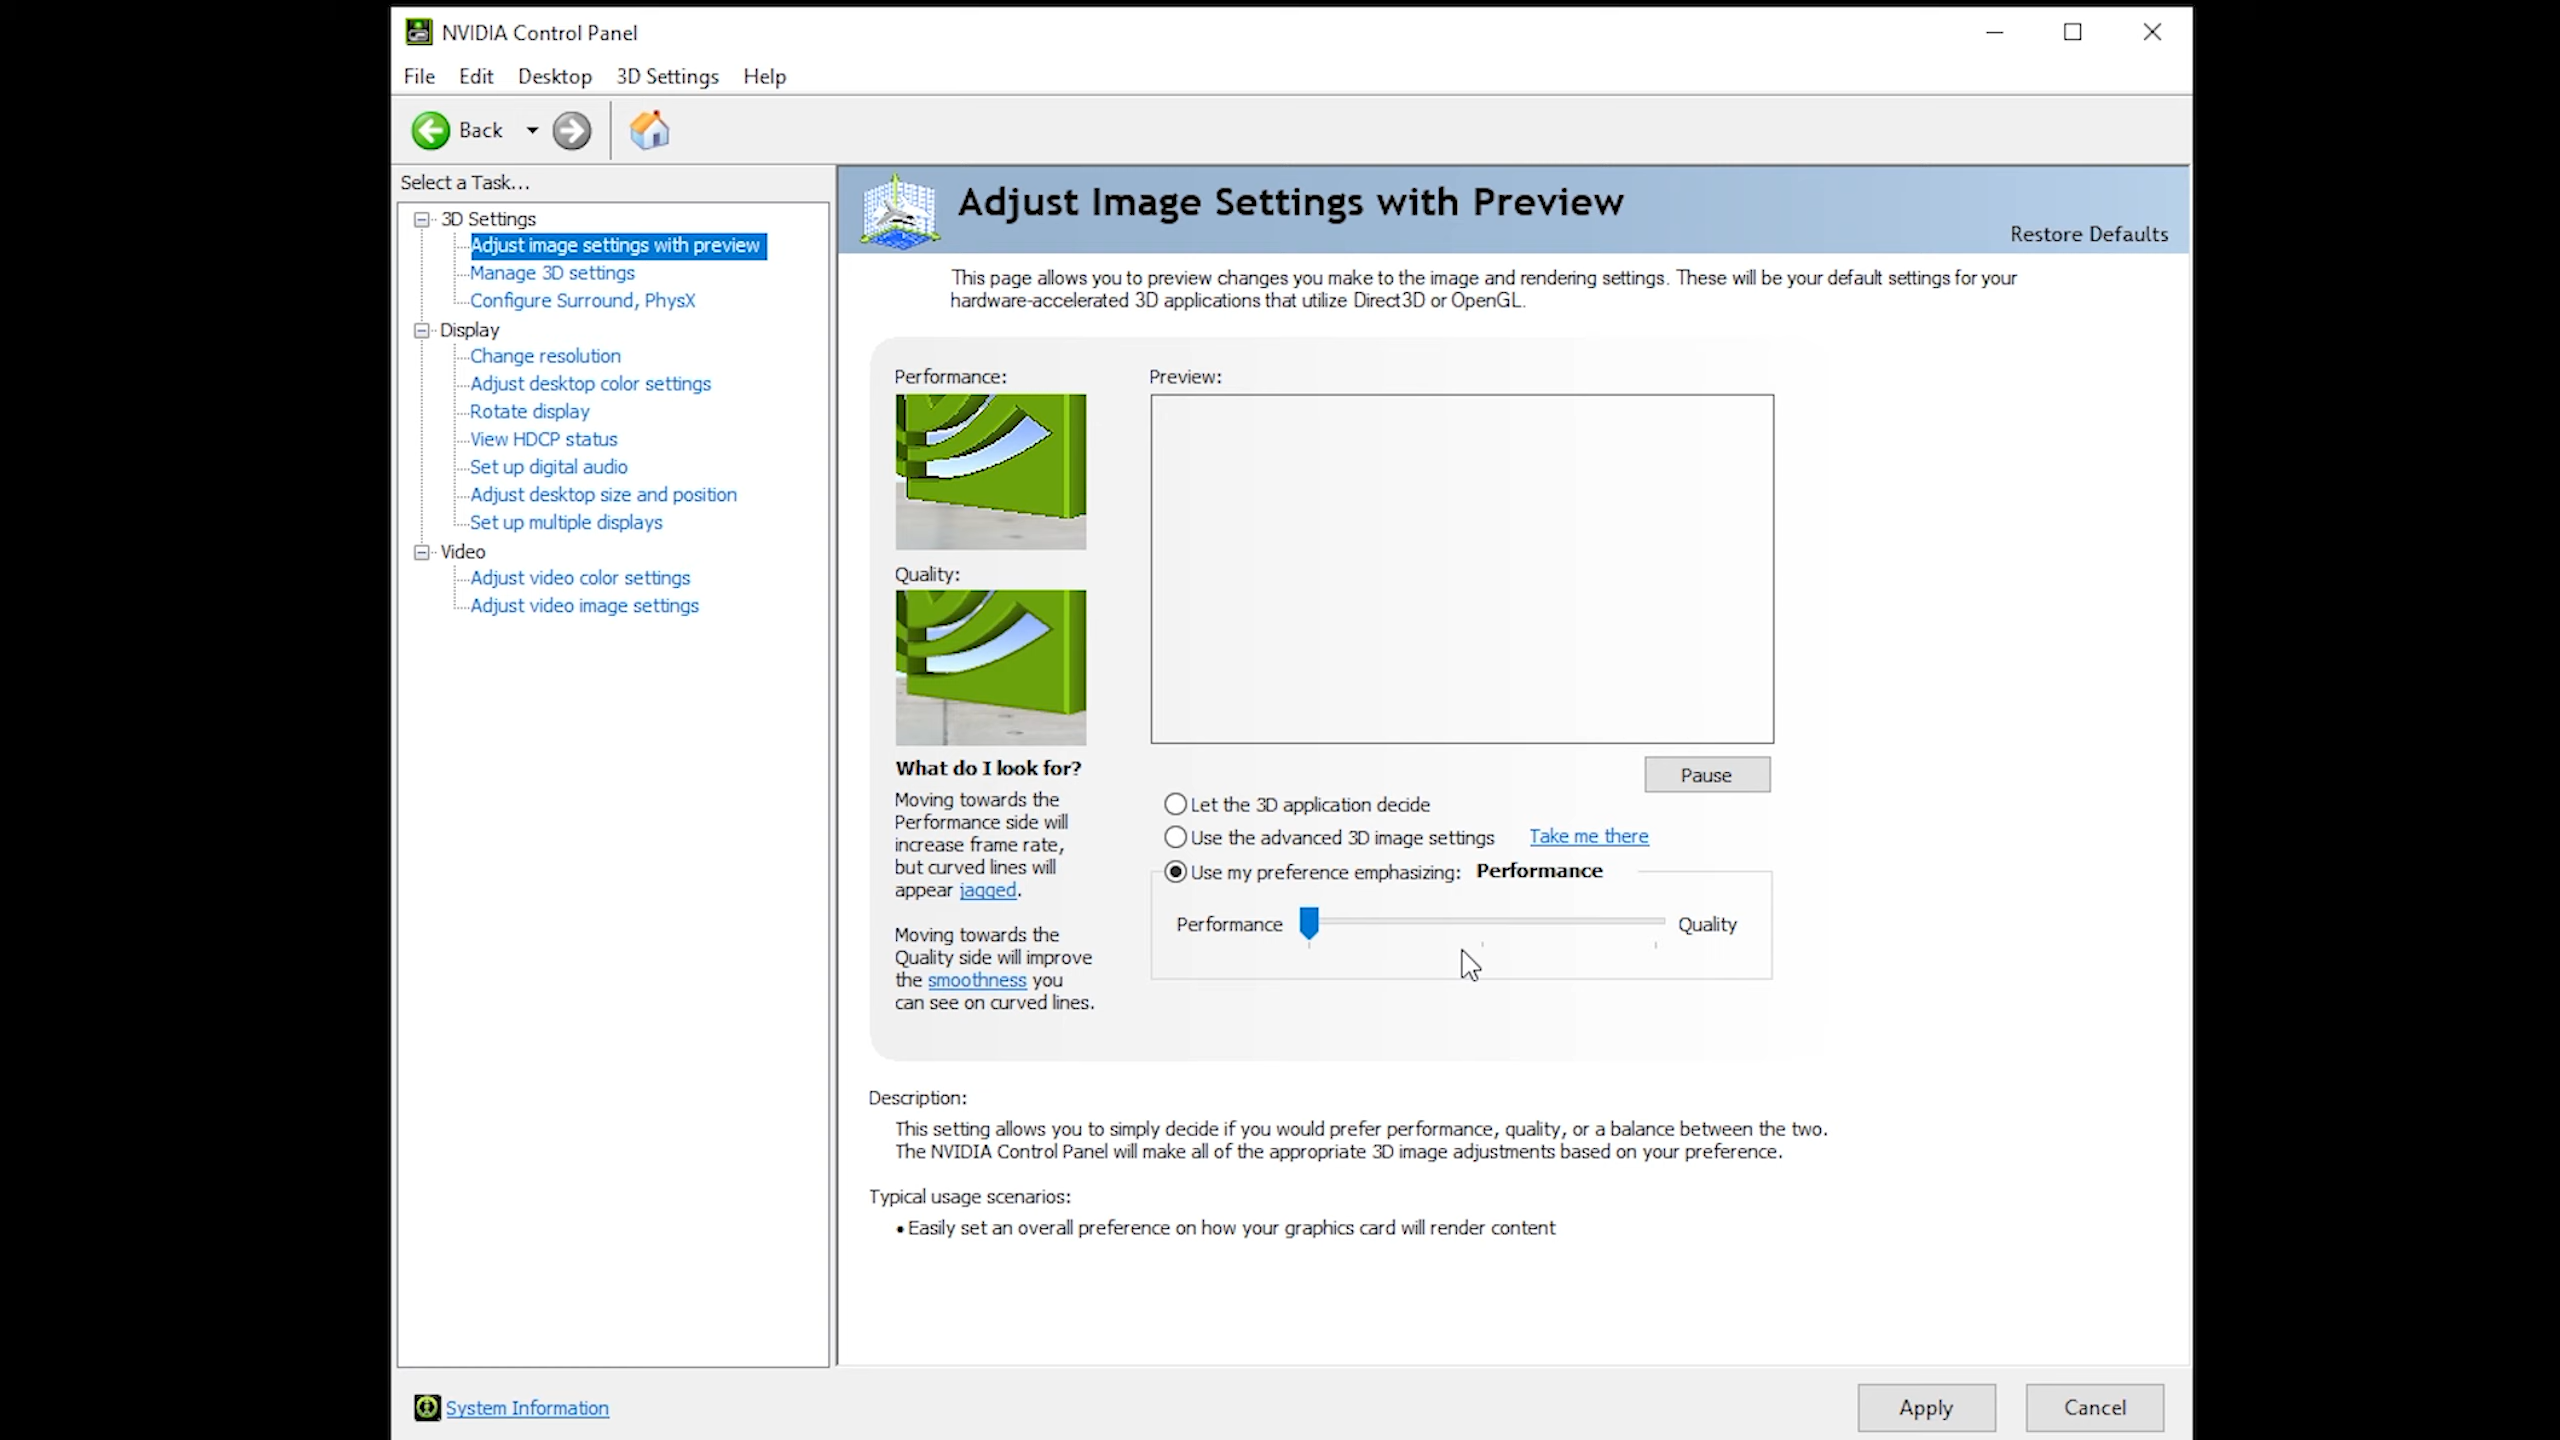 NVIDIA Control Panel
File Edit Desktop 3D Settings Help
Back
Select a Task...
3D Settings
Adjust image settings with preview
Manage 3D settings
Configure Surround, PhysX
Display
Change resolution
Adjust desktop color settings
Rotate display
View HDCP status
Set up digital audio
Adjust desktop size and position
Set up multiple displays
Video
Adjust video color settings
Adjust video image settings
Adjust Image Settings with Preview
Restore Defaults
This page allows you to preview changes you make to the image and rendering settings. These will be your default settings for your
hardware-accelerated 3D applications that utilize Direct3D or OpenGL.
Performance:
Preview:
Quality:
What do I look for?
Moving towards the
Performance side will
increase frame rate,
but curved lines will
appear jagged.
Moving towards the
Quality side will improve
the smoothness you
can see on curved lines.
Pause
Let the 3D application decide
Use the advanced 3D image settings Take me there
Use my preference emphasizing: Performance
Performance Quality
Description:
This setting allows you to simply decide if you would prefer performance, quality, or a balance between the two.
The NVIDIA Control Panel will make all of the appropriate 3D image adjustments based on your preference.
Typical usage scenarios:
• Easily set an overall preference on how your graphics card will render content
System Information
Apply Cancel